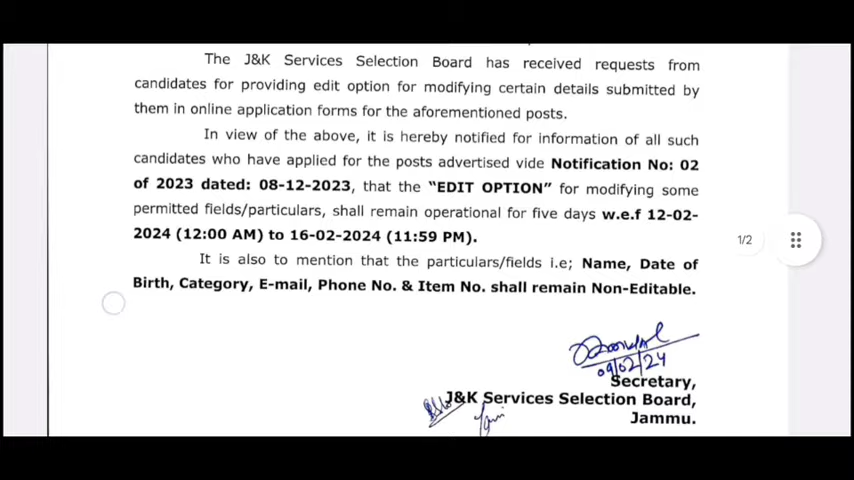 The J&K Services Selection Board has received requests from
candidates for providing edit option for modifying certain details submitted by
them in online application forms for the aforementioned posts.
In view of the above, it is hereby notified for information of all such
candidates who have applied for the posts advertised vide Notification No: 02
of 2023 dated: 08-12-2023, that the “EDIT OPTION” for modifying some
permitted fields/particulars, shall remain operational for five days w.e.f 12-02-
2024 (12:00 AM) to 16-02-2024 (11:59 PM).
1/2
It is also to mention that the particulars/fields i.e; Name, Date of
Birth, Category, E-mail, Phone No. & Item No. shall remain Non-Editable.
09/02/24
Secretary,
J&K Services Selection Board,
Jammu.